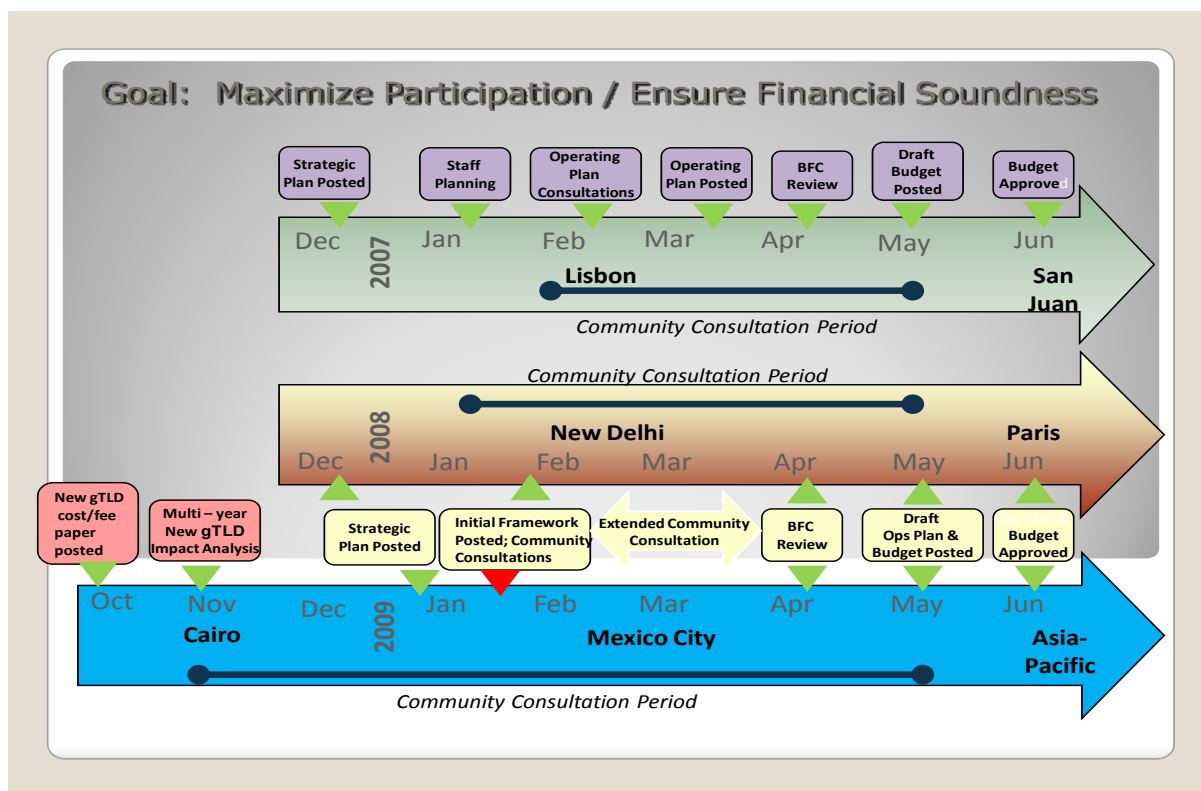 Goal: Maximize Participation / Ensure Financial Soundness
Strategic
Plan Posted
Staff
Planning
Operating
Plan
Consultations
Operating
Plan Posted
BFC
Review
Draft
Budget
Posted
Budget
Approved
Dec
2007
Jan
Feb
Mar
Apr
May
Jun
Lisbon
San
Juan
Community Consultation Period
Community Consultation Period
2008
New Delhi
Paris
Dec
Jan
Feb
Mar
Apr
May
Jun
New gTLD
cost/fee
paper
posted
Multi – year
New gTLD
Impact Analysis
Strategic
Plan Posted
Initial Framework
Posted; Community
Consultations
Extended Community
Consultation
BFC
Review
Draft
Ops Plan &
Budget Posted
Ops Plan &
Budget
Approved
Oct
Nov
Dec
2009
Jan
Feb
Mar
Apr
May
Jun
Cairo
Mexico City
Asia-
Pacific
Community Consultation Period